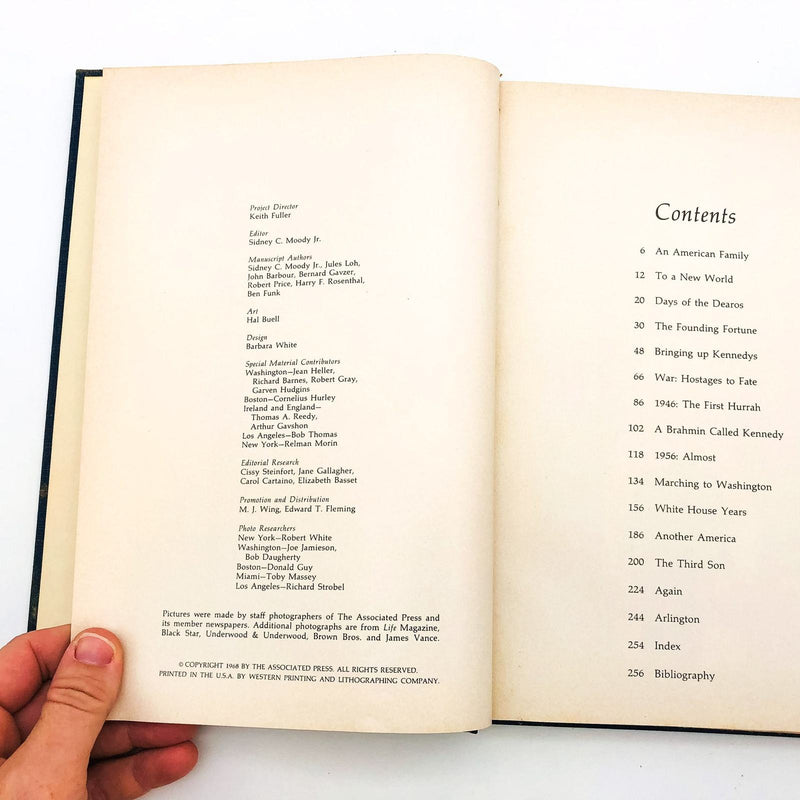 Project Director
Keith Fuller
Editor
Sidney C. Moody Jr.
Manuscript Authors
Sidney C. Moody Jr., Jules Loh,
John Barbour, Bernard Gavzer,
Robert Price, Harry F. Rosenthal,
Ben Funk
Art
Hal Buell
Design
Barbara White
Special Material Contributors
Washington—Jean Heller,
Richard Barnes, Robert Gray,
Garven Hudgins
Boston—Cornelius Hurley
Ireland and England—
Thomas A. Reedy,
Arthur Gavshon
Los Angeles—Bob Thomas
New York—Relman Morin
Editorial Research
Cissy Steinfort, Jane Gallagher,
Carol Cartaino, Elizabeth Basset
Promotion and Distribution
M. J. Wing, Edward T. Fleming
Photo Researchers
New York—Robert White
Washington—Joe Jamieson,
Bob Daugherty
Boston—Donald Guy
Miami—Toby Massey
Los Angeles—Richard Strobel
Pictures were made by staff photographers of The Associated Press and
its member newspapers. Additional photographs are from Life Magazine,
Black Star, Underwood & Underwood, Brown Bros. and James Vance.
© COPYRIGHT 1968 BY THE ASSOCIATED PRESS. ALL RIGHTS RESERVED.
PRINTED IN THE U.S.A. BY WESTERN PRINTING AND LITHOGRAPHING COMPANY.
Contents
6 An American Family
12 To a New World
20 Days of the Dearos
30 The Founding Fortune
48 Bringing up Kennedys
66 War: Hostages to Fate
86 1946: The First Hurrah
102 A Brahmin Called Kennedy
118 1956: Almost
134 Marching to Washington
156 White House Years
186 Another America
200 The Third Son
224 Again
244 Arlington
254 Index
256 Bibliography